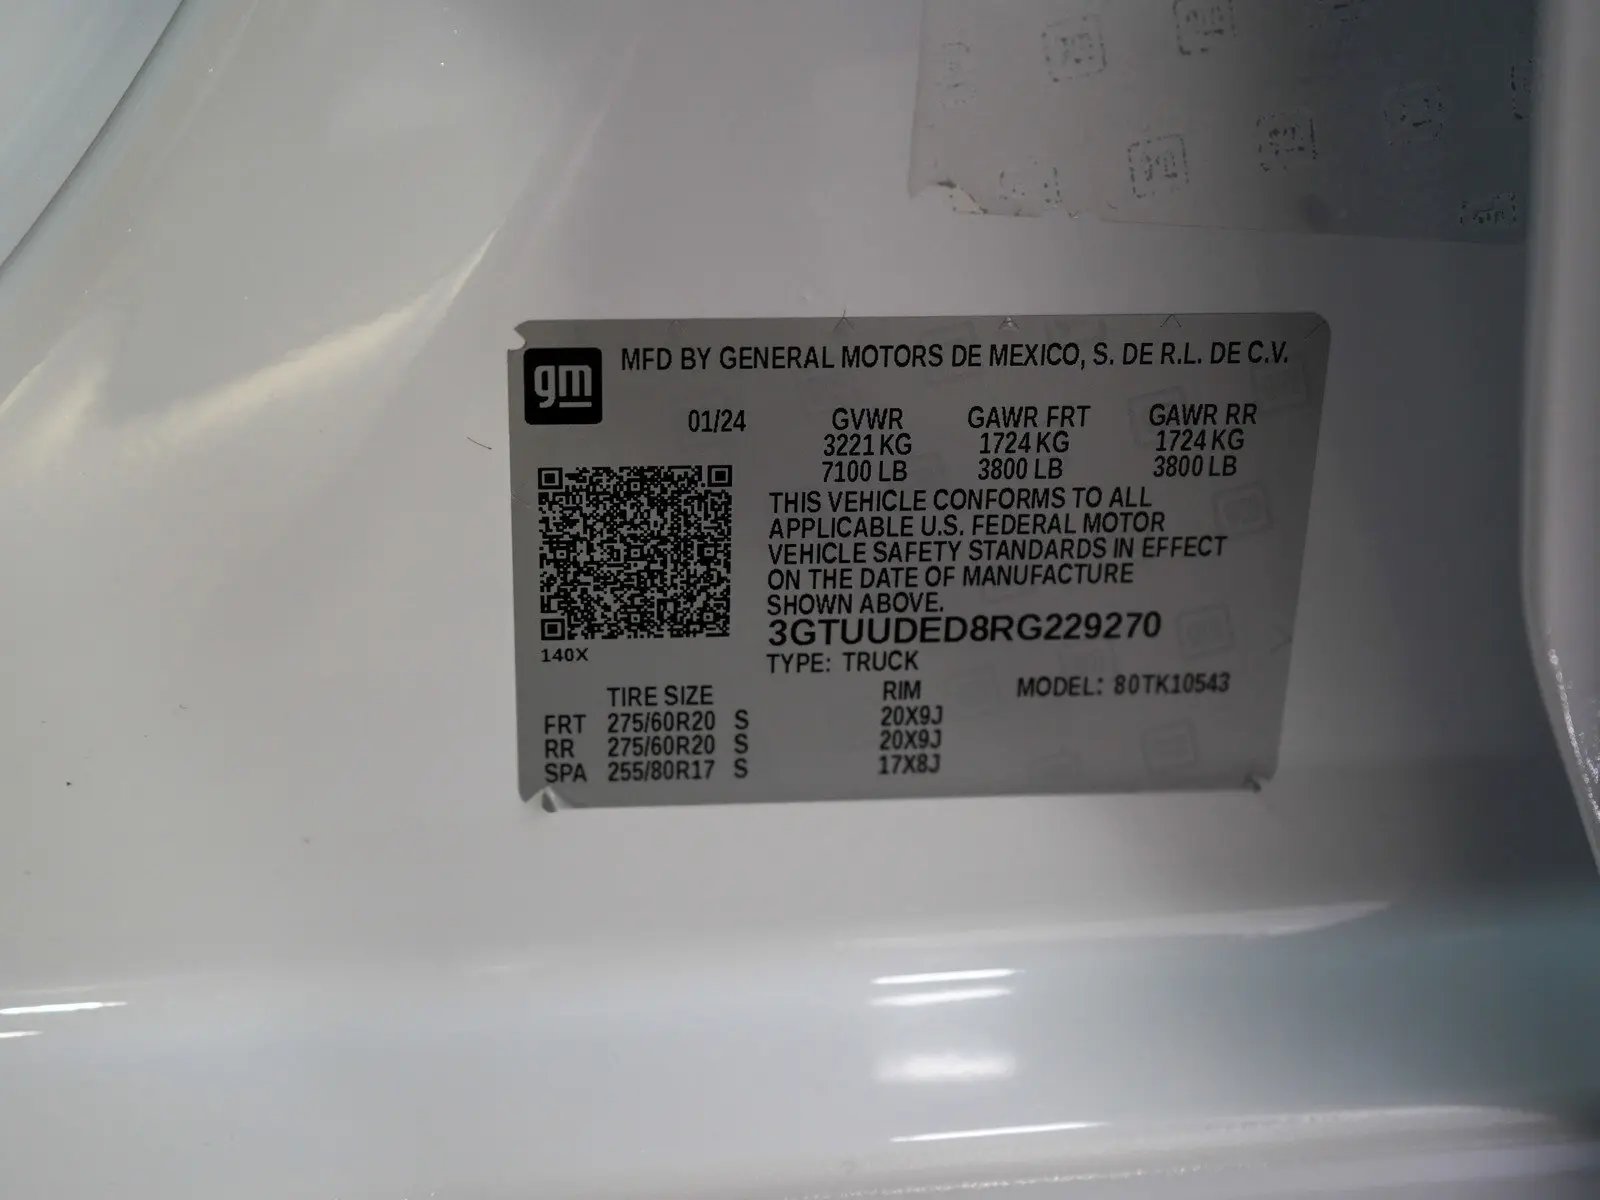 gm
MFD BY GENERAL MOTORS DE MEXICO, S. DE R.L. DE C.V.
01/24 GVWR GAWR FRT GAWR RR
3221 KG 1724 KG 1724 KG
7100 LB 3800 LB 3800 LB
THIS VEHICLE CONFORMS TO ALL
APPLICABLE U.S. FEDERAL MOTOR
VEHICLE SAFETY STANDARDS IN EFFECT
ON THE DATE OF MANUFACTURE
SHOWN ABOVE.
3GTUUDED8RG229270
140X
TYPE: TRUCK
TIRE SIZE RIM MODEL: 80TK10543
FRT 275/60R20 S 20X9J
RR 275/60R20 S 20X9J
SPA 255/80R17 S 17X8J